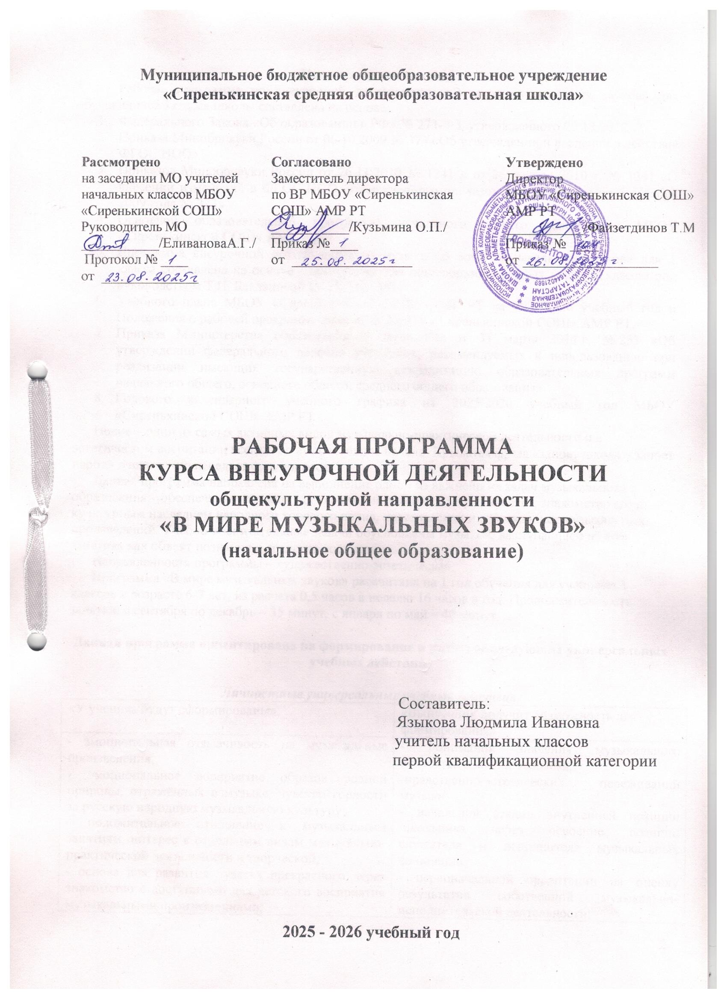 Муниципальное бюджетное общеобразовательное учреждение
«Сиренькинская средняя общеобразовательная школа»
Рассмотрено
на заседании МО учителей
начальных классов МБОУ
«Сиренькинской СОШ»
Руководитель МО
/ЕливановаА.Г./
Протокол № 1
от 23.08.2025г
Согласовано
Заместитель директора
по ВР МБОУ «Сиренькинская
СОШ» АМР РТ
/Кузьмина О.П./
Приказ № 1
от 25.08.2025г
Утверждено
Директор
МБОУ «Сиренькинская СОШ»
АМР РТ
/Файзетдинов Т.М
Приказ №
от 26.08.2025г.
ДЛЯ
ДОКУМЕНТОВ
РАБОЧАЯ ПРОГРАММА
КУРСА ВНЕУРОЧНОЙ ДЕЯТЕЛЬНОСТИ
общекультурной направленности
«В МИРЕ МУЗЫКАЛЬНЫХ ЗВУКОВ»
(начальное общее образование)
Составитель:
Языкова Людмила Ивановна
учитель начальных классов
первой квалификационной категории
2025 - 2026 учебный год